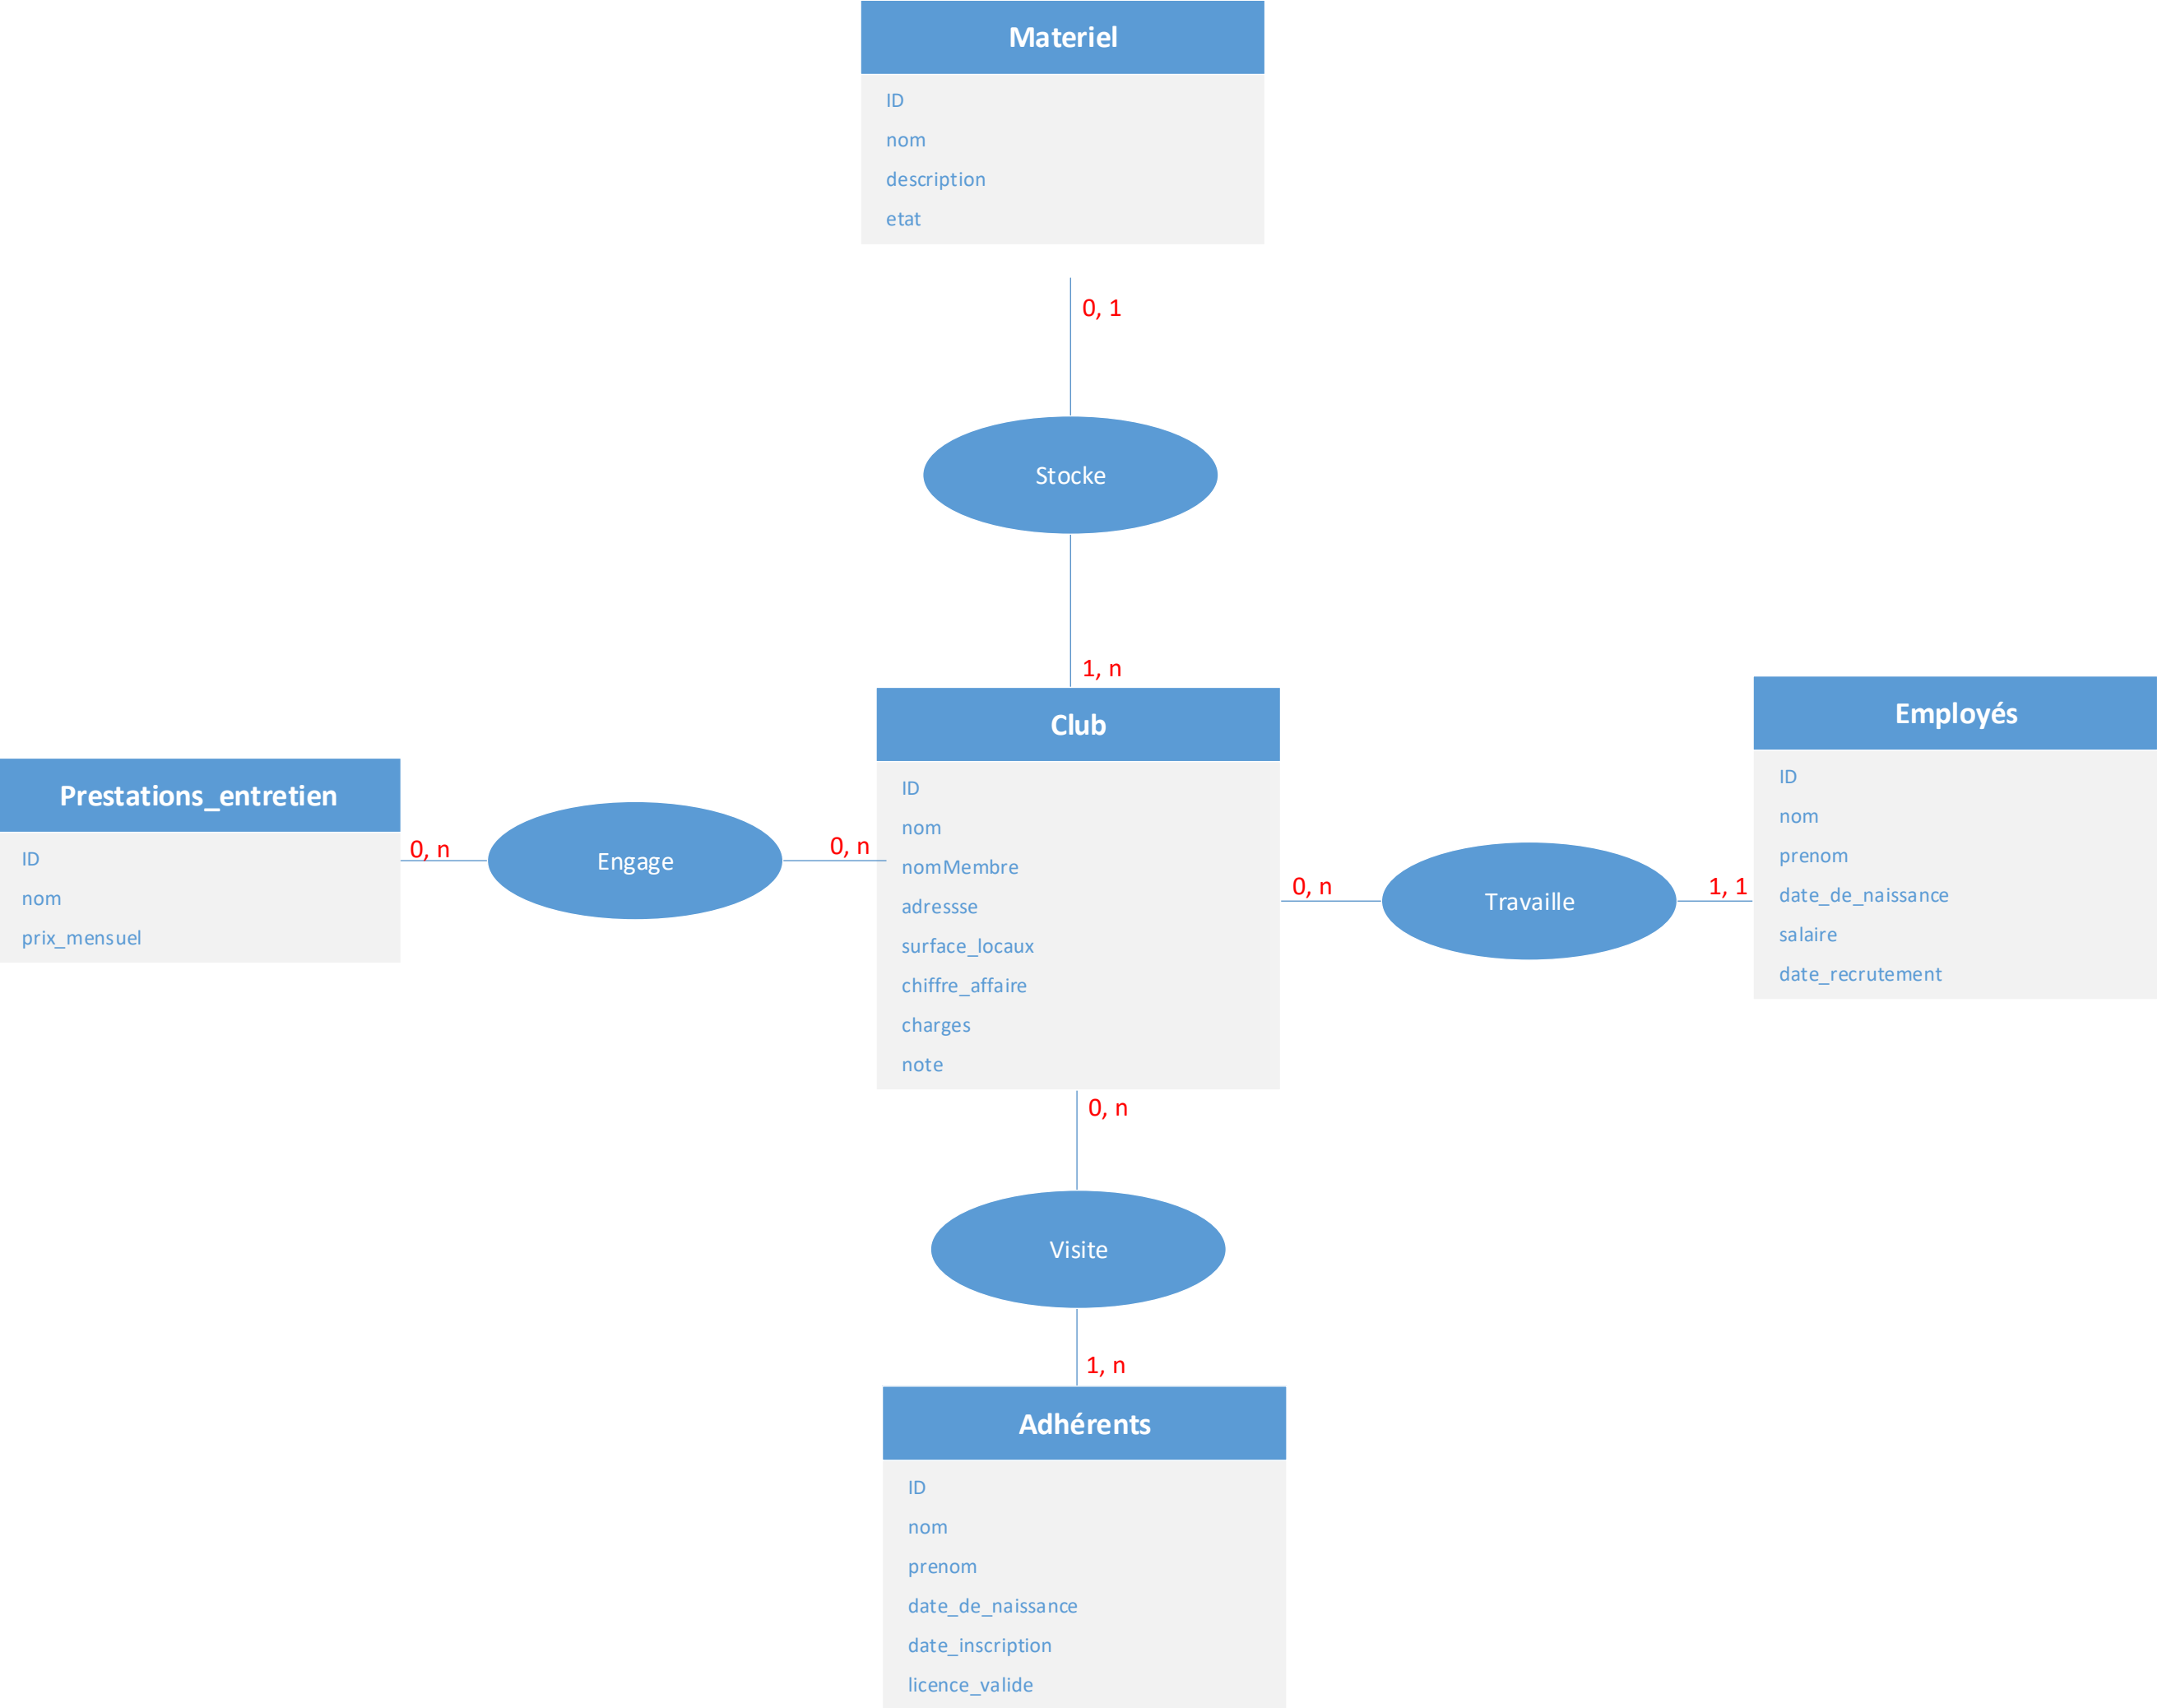 Materiel
ID
nom
description
etat
0, 1
Stocke
1, n
Club
ID
nom
nomMembre
adressse
surface_locaux
chiffre_affaire
charges
note
Employés
ID
nom
prenom
date_de_naissance
salaire
date_recrutement
Prestations_entretien
ID
nom
prix_mensuel
0, n
Engage
0, n
0, n
Travaille
1, 1
0, n
Visite
1, n
Adhérents
ID
nom
prenom
date_de_naissance
date_inscription
licence_valide